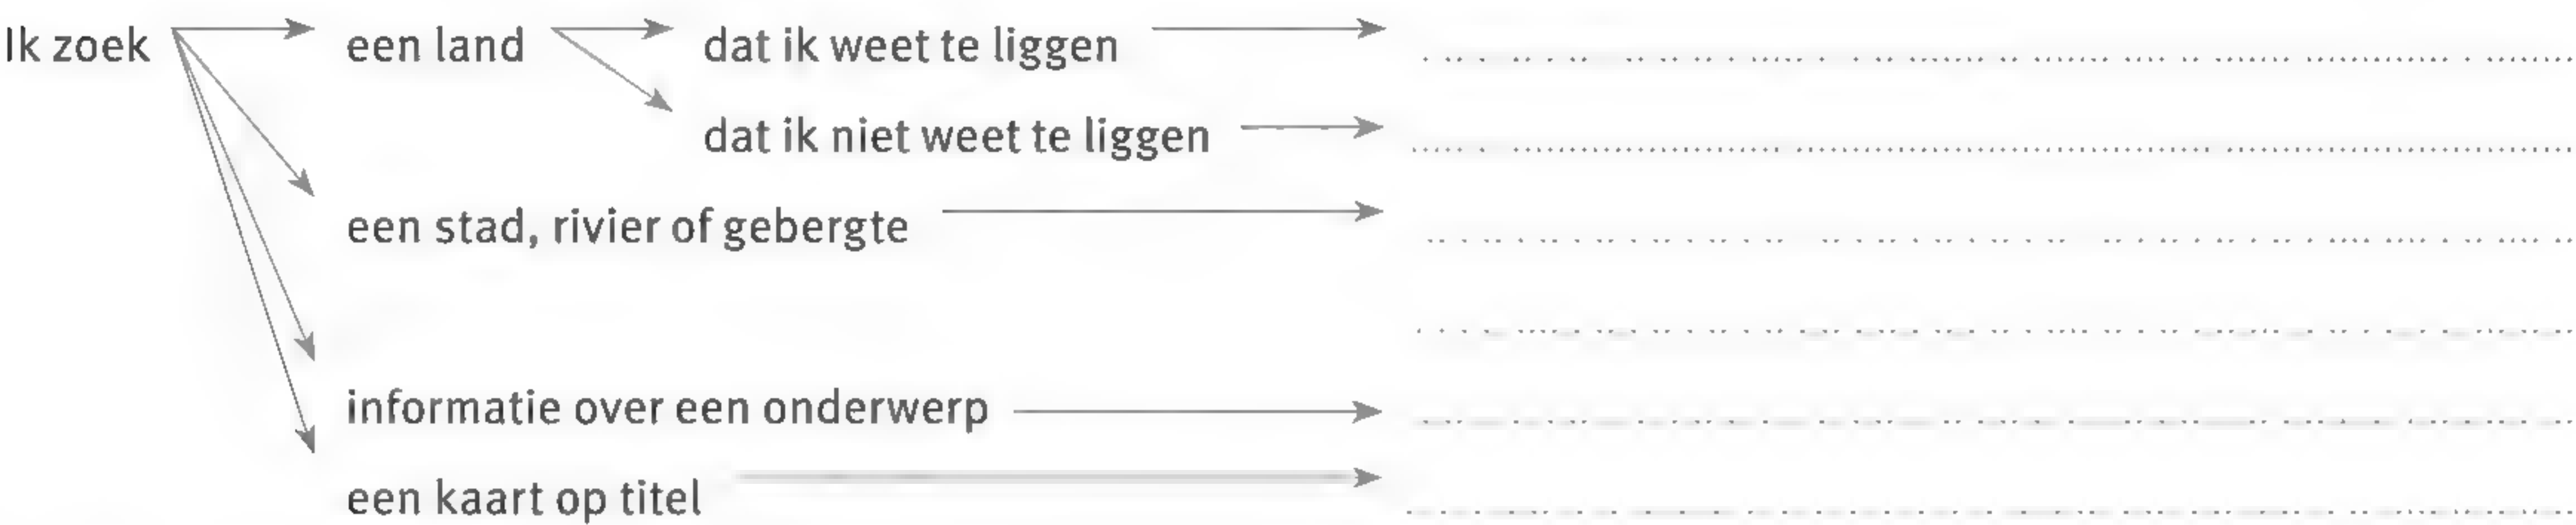 Ik zoek een land dat ik weet te liggen
dat ik niet weet te liggen
een stad, rivier of gebergte
informatie over een onderwerp
een kaart op titel